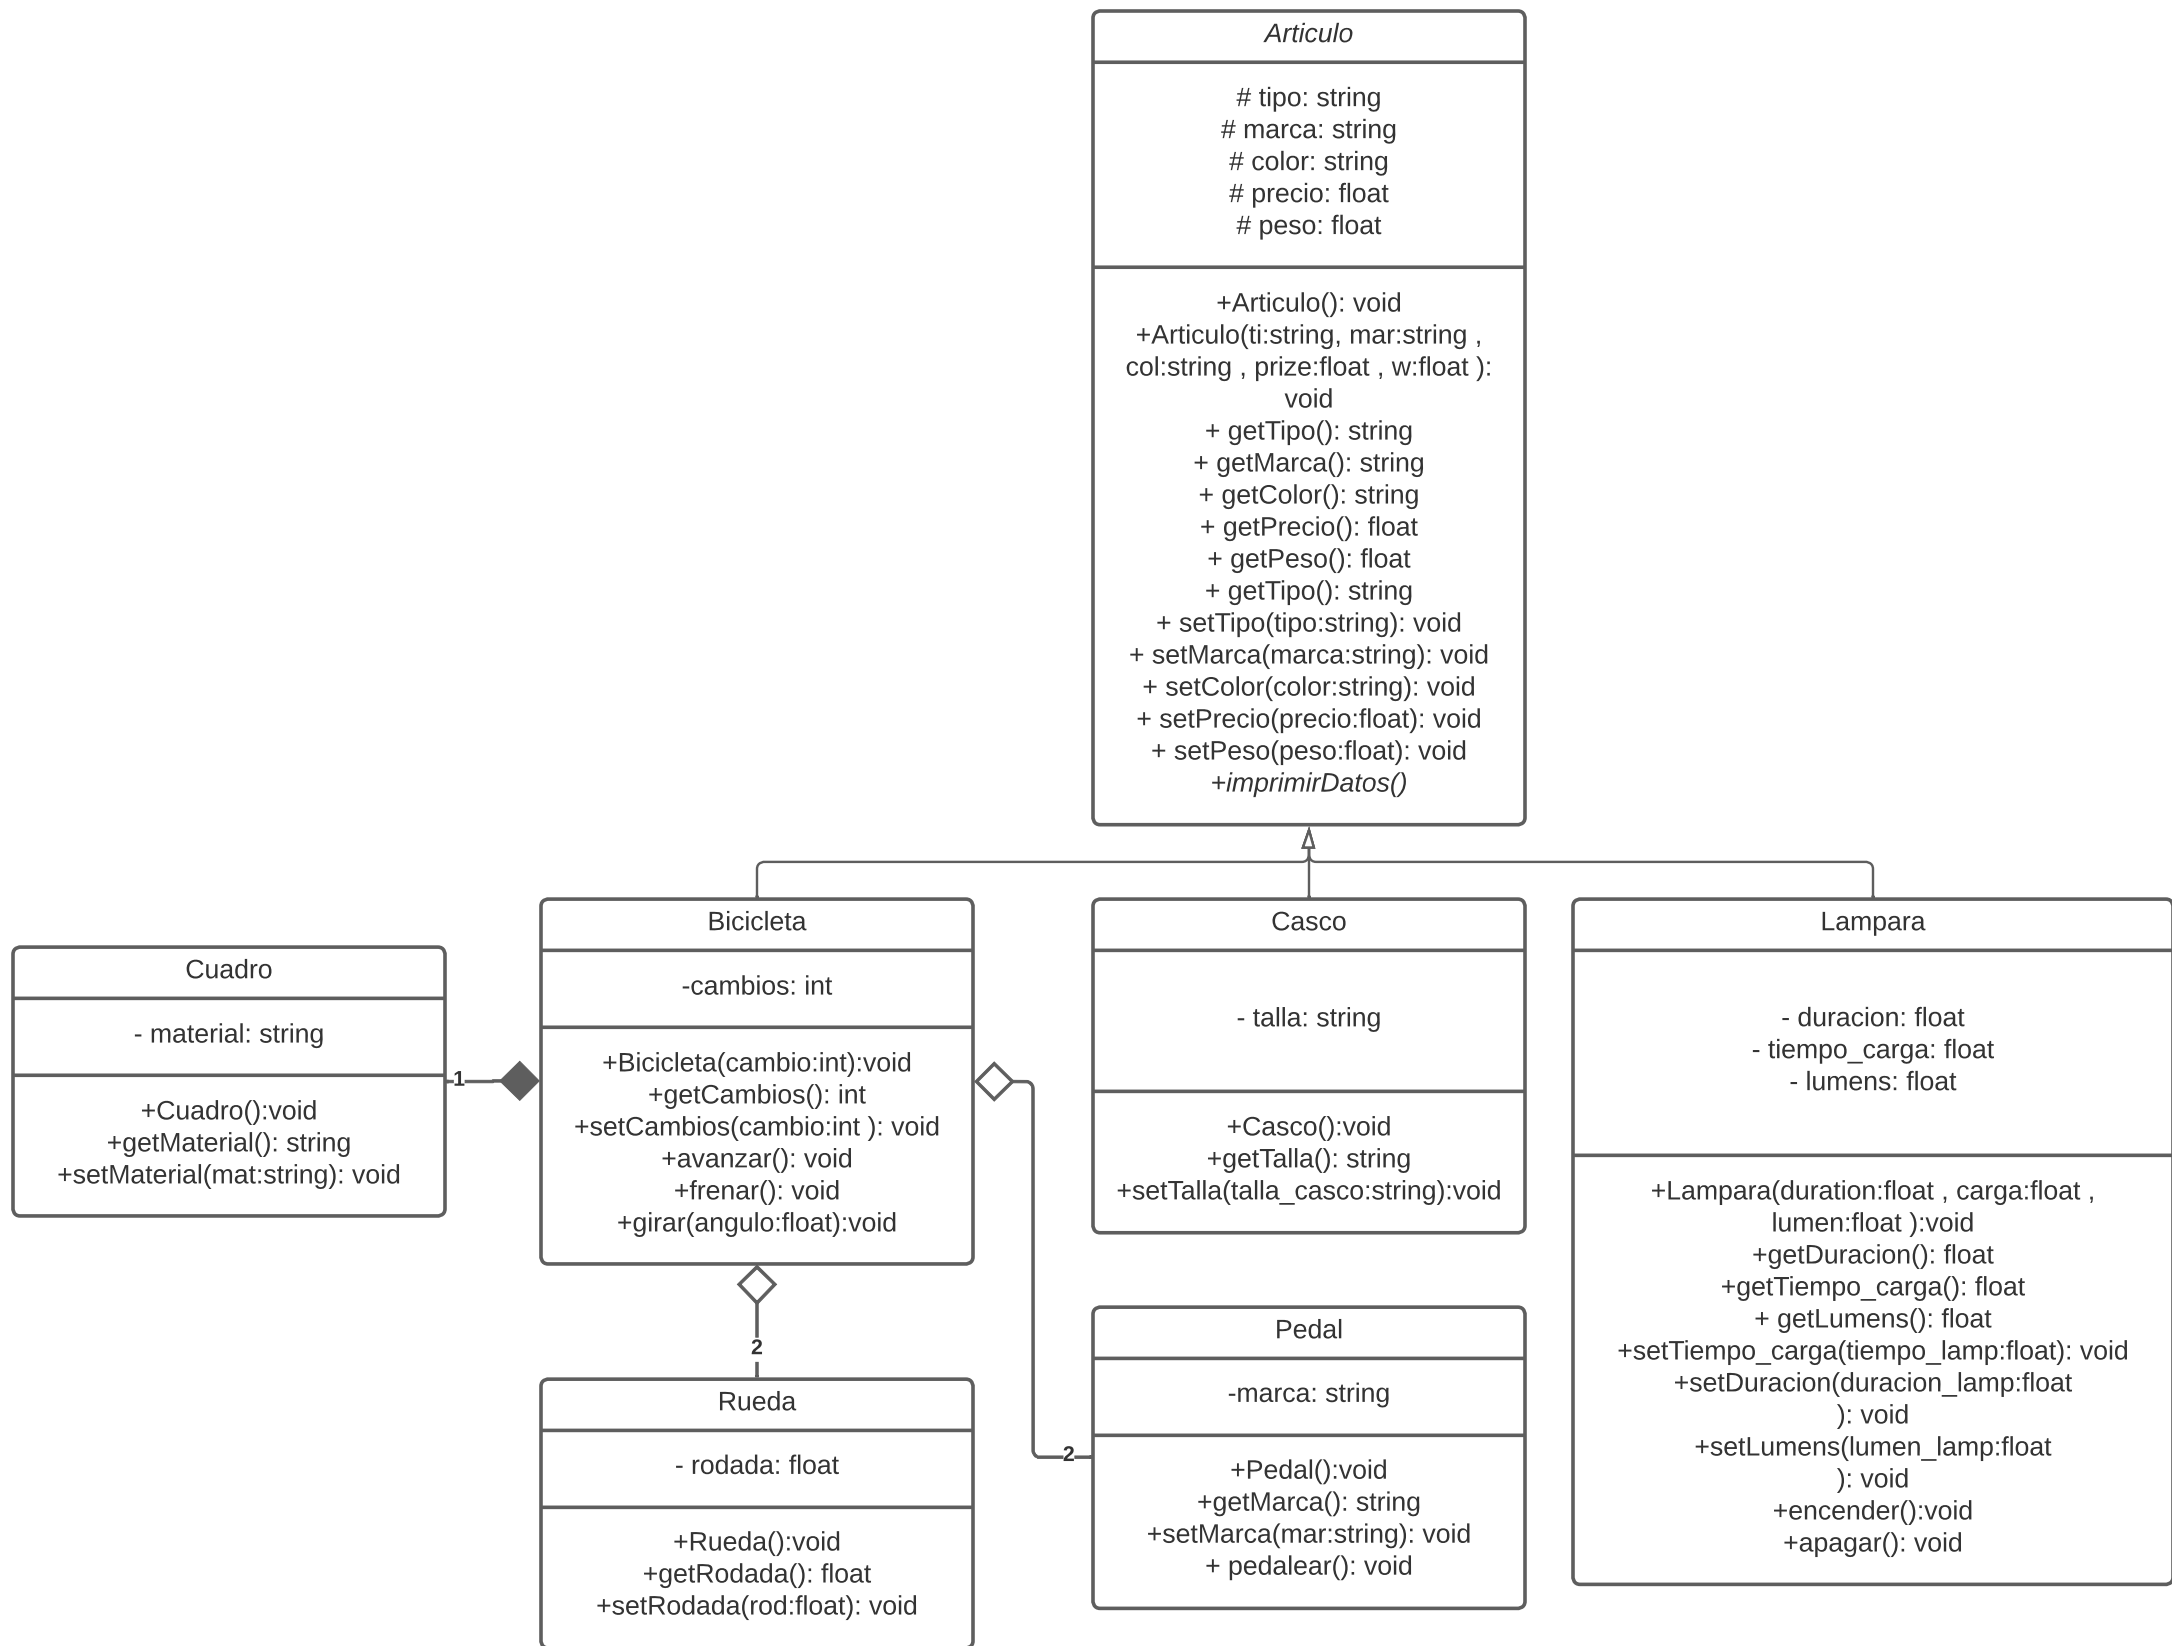 Articulo
# tipo: string
# marca: string
# color: string
# precio: float
# peso: float
+Articulo(): void
+Articulo(ti:string, mar:string ,
col:string , prize:float , w:float ):
void
+ getTipo(): string
+ getMarca(): string
+ getColor(): string
+ getPrecio(): float
+ getPeso(): float
+ getTipo(): string
+ setTipo(tipo:string): void
+ setMarca(marca:string): void
+ setColor(color:string): void
+ setPrecio(precio:float): void
+ setPeso(peso:float): void
+imprimirDatos()
Cuadro
- material: string
+Cuadro():void
+getMaterial(): string
+setMaterial(mat:string): void
1
Bicicleta
-cambios: int
+Bicicleta(cambio:int):void
+getCambios(): int
+setCambios(cambio:int ): void
+avanzar(): void
+frenar(): void
+girar(angulo:float):void
Casco
- talla: string
+Casco():void
+getTalla(): string
+setTalla(talla_casco:string):void
Lampara
- duracion: float
- tiempo_carga: float
- lumens: float
+Lampara(duration:float , carga:float ,
lumen:float ):void
+getDuracion(): float
+getTiempo_carga(): float
+ getLumens(): float
+setTiempo_carga(tiempo_lamp:float): void
+setDuracion(duracion_lamp:float
): void
+setLumens(lumen_lamp:float
): void
+encender():void
+apagar(): void
2
Rueda
- rodada: float
+Rueda():void
+getRodada(): float
+setRodada(rod:float): void
2
Pedal
-marca: string
+Pedal():void
+getMarca(): string
+setMarca(mar:string): void
+ pedalear(): void